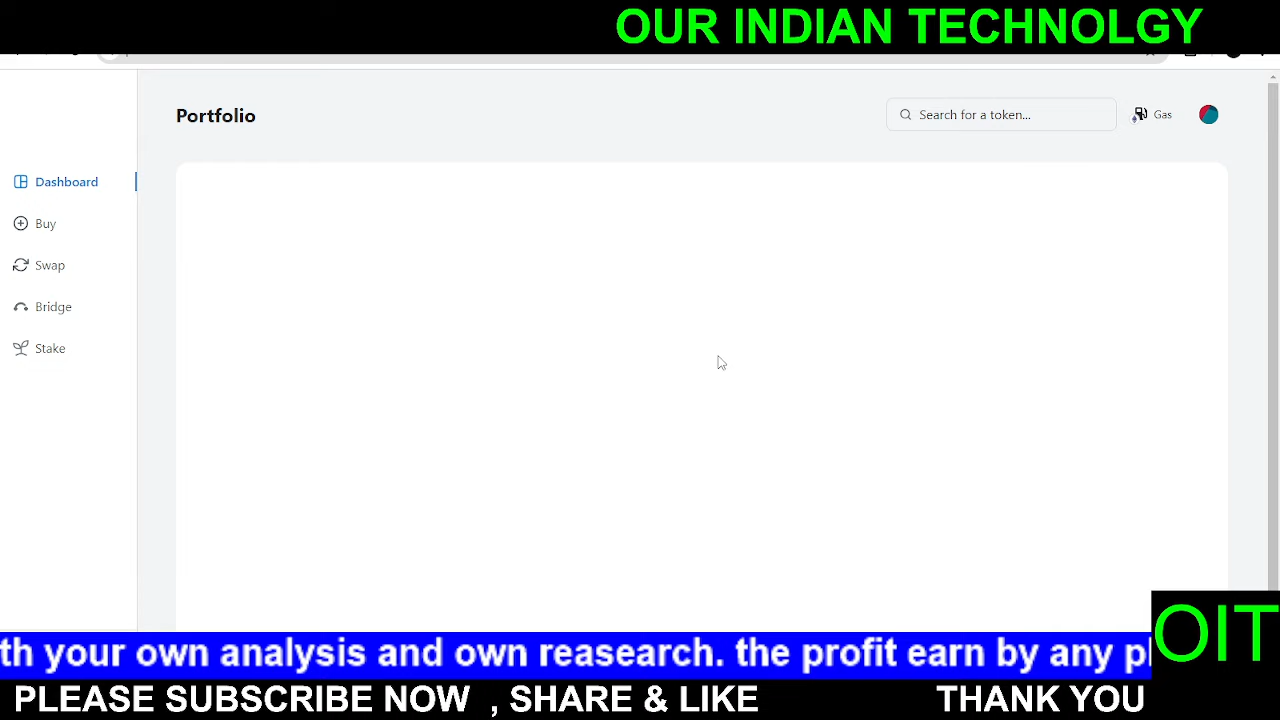 OUR INDIAN TECHNOLGY
Portfolio
Search for a token...
Gas
Dashboard
Buy
Swap
Bridge
Stake
th your own analysis and own reasearch. the profit earn by any
OIT
PLEASE SUBSCRIBE NOW , SHARE & LIKE THANK YOU